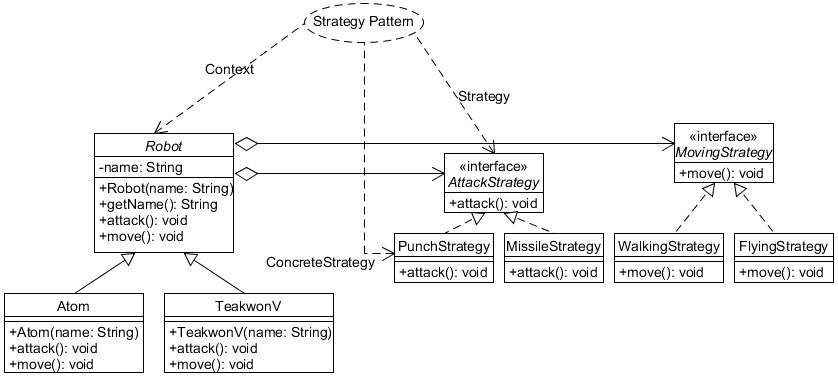 Strategy Pattern
Context
Strategy
Robot
-name: String
+Robot(name: String)
+getName(): String
+attack(): void
+move(): void
«interface»
AttackStrategy
+attack(): void
«interface»
MovingStrategy
+move(): void
ConcreteStrategy
PunchStrategy
+attack(): void
MissileStrategy
+attack(): void
WalkingStrategy
+move(): void
FlyingStrategy
+move(): void
Atom
+Atom(name: String)
+attack(): void
+move(): void
TeakwonV
+TeakwonV(name: String)
+attack(): void
+move(): void